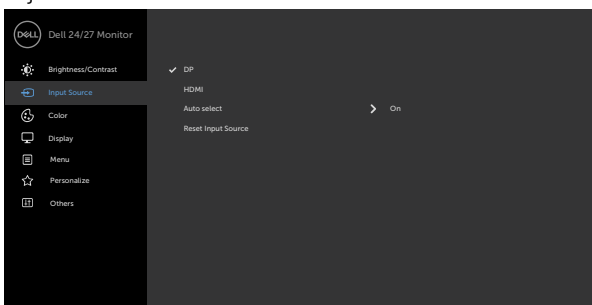 DELL
Dell 24/27 Monitor
Brightness/Contrast
Input Source
Color
Display
Menu
Personalize
Others
DP
HDMI
Auto select
On
Reset Input Source